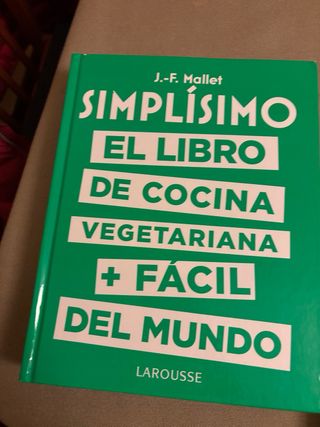 J.-F. Mallet
SIMPLÍSIMO
EL LIBRO
DE COCINA
VEGETARIANA
+ FÁCIL
DEL MUNDO
LAROUSSE